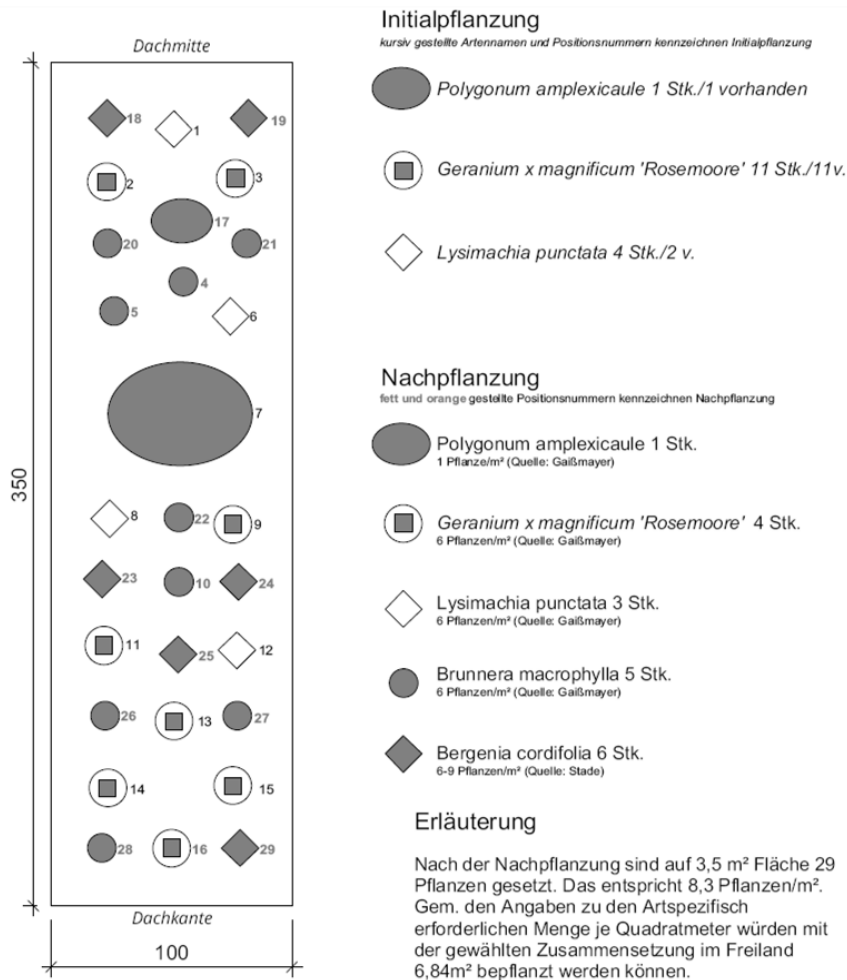 Dachmitte
18
19
1
2
3
17
20
21
4
5
6
7
350
8
22
9
23
10
24
11
25
12
26
13
27
14
15
28
16
29
Dachkante
100
Initialpflanzung
kursiv gestellte Artennamen und Positionsnummern kennzeichnen Initialpflanzung
Polygonum amplexicaule 1 Stk./1 vorhanden
Geranium x magnificum 'Rosemoore' 11 Stk./11v.
Lysimachia punctata 4 Stk./2 v.
Nachpflanzung
fett und orange gestellte Positionsnummern kennzeichnen Nachpflanzung
Polygonum amplexicaule 1 Stk.
1 Pflanze/m² (Quelle: Gaißmayer)
Geranium x magnificum 'Rosemoore' 4 Stk.
6 Pflanzen/m² (Quelle: Gaißmayer)
Lysimachia punctata 3 Stk.
6 Pflanzen/m² (Quelle: Gaißmayer)
Brunnera macrophylla 5 Stk.
6 Pflanzen/m² (Quelle: Gaißmayer)
Bergenia cordifolia 6 Stk.
6-9 Pflanzen/m² (Quelle: Stade)
Erläuterung
Nach der Nachpflanzung sind auf 3,5 m² Fläche 29
Pflanzen gesetzt. Das entspricht 8,3 Pflanzen/m².
Gem. den Angaben zu den Artspezifisch
erforderlichen Menge je Quadratmeter würden mit
der gewählten Zusammensetzung im Freiland
6,84m² bepflanzt werden können.